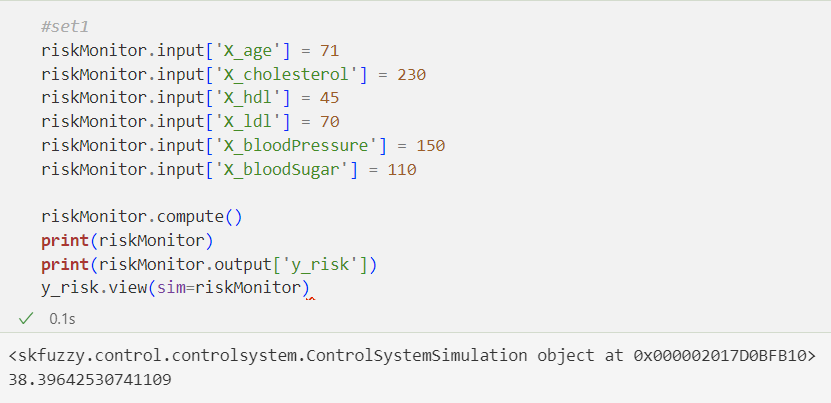 #set1
riskMonitor.input['X_age'] = 71
riskMonitor.input['X_cholesterol'] = 230
riskMonitor.input['X_hdl'] = 45
riskMonitor.input['X_ldl'] = 70
riskMonitor.input['X_bloodPressure'] = 150
riskMonitor.input['X_bloodSugar'] = 110
riskMonitor.compute()
print(riskMonitor)
print(riskMonitor.output['y_risk'])
y_risk.view(sim=riskMonitor)
0.1s
<skfuzzy.control.controlsystem.ControlSystemSimulation object at 0x000002017D0BFB10>
38.39642530741109